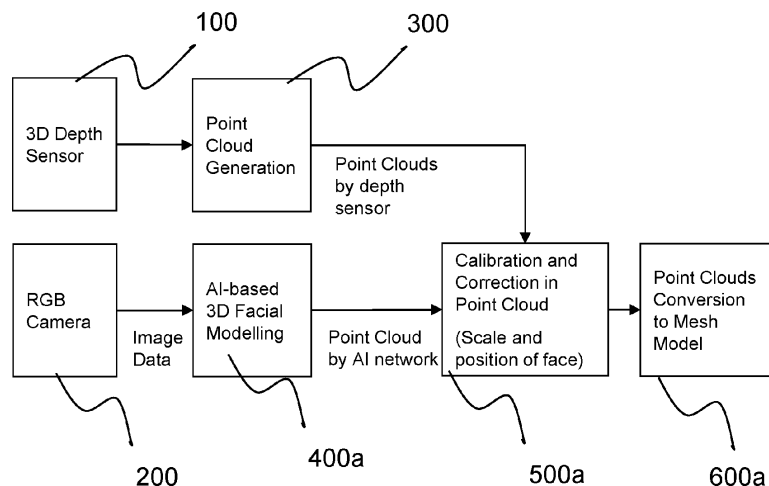 100
300
3D Depth
Sensor
Point
Cloud
Generation
Point Clouds
by depth
sensor
RGB
Camera
Image
Data
AI-based
3D Facial
Modelling
Point Cloud
by AI network
Calibration and
Correction in
Point Cloud
(Scale and
position of face)
Point Clouds
Conversion
to Mesh
Model
200
400a
500a
600a